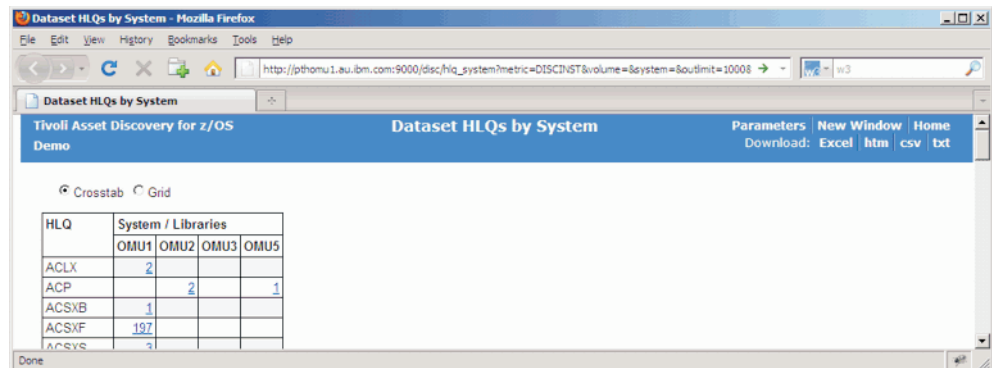 Dataset HLQs by System - Mozilla Firefox
File Edit View History Bookmarks Tools Help
http://pthomu1.au.ibm.com:9000/disc/hlq_system?metric=DISCINST&volume=&system=&outlimit=1000& w3
Dataset HLQs by System
Tivoli Asset Discovery for z/OS Dataset HLQs by System Parameters New Window Home
Demo Download: Excel htm csv txt
Crosstab Grid
HLQ System / Libraries
OMU1 OMU2 OMU3 OMU5
ACLX 2
ACP 2 1
ACSXB 1
ACSXF 197
ACSXS 3
Done